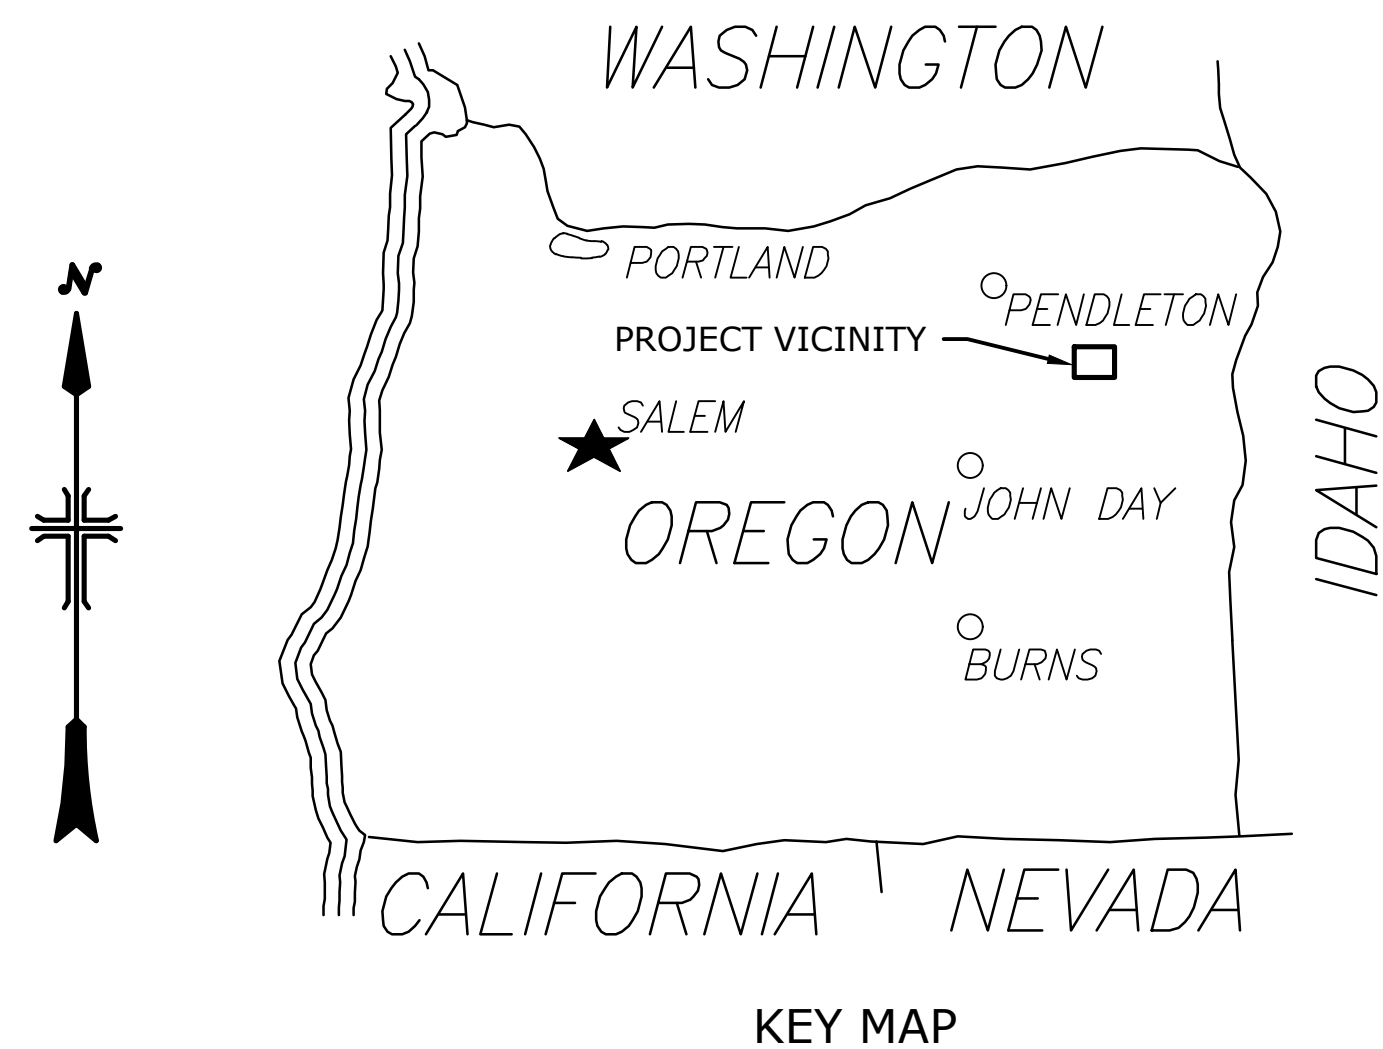 WASHINGTON
N
PORTLAND
PENDLETON
PROJECT VICINITY
SALEM
IDAHO
JOHN DAY
OREGON
BURNS
CALIFORNIA
NEVADA
KEY MAP